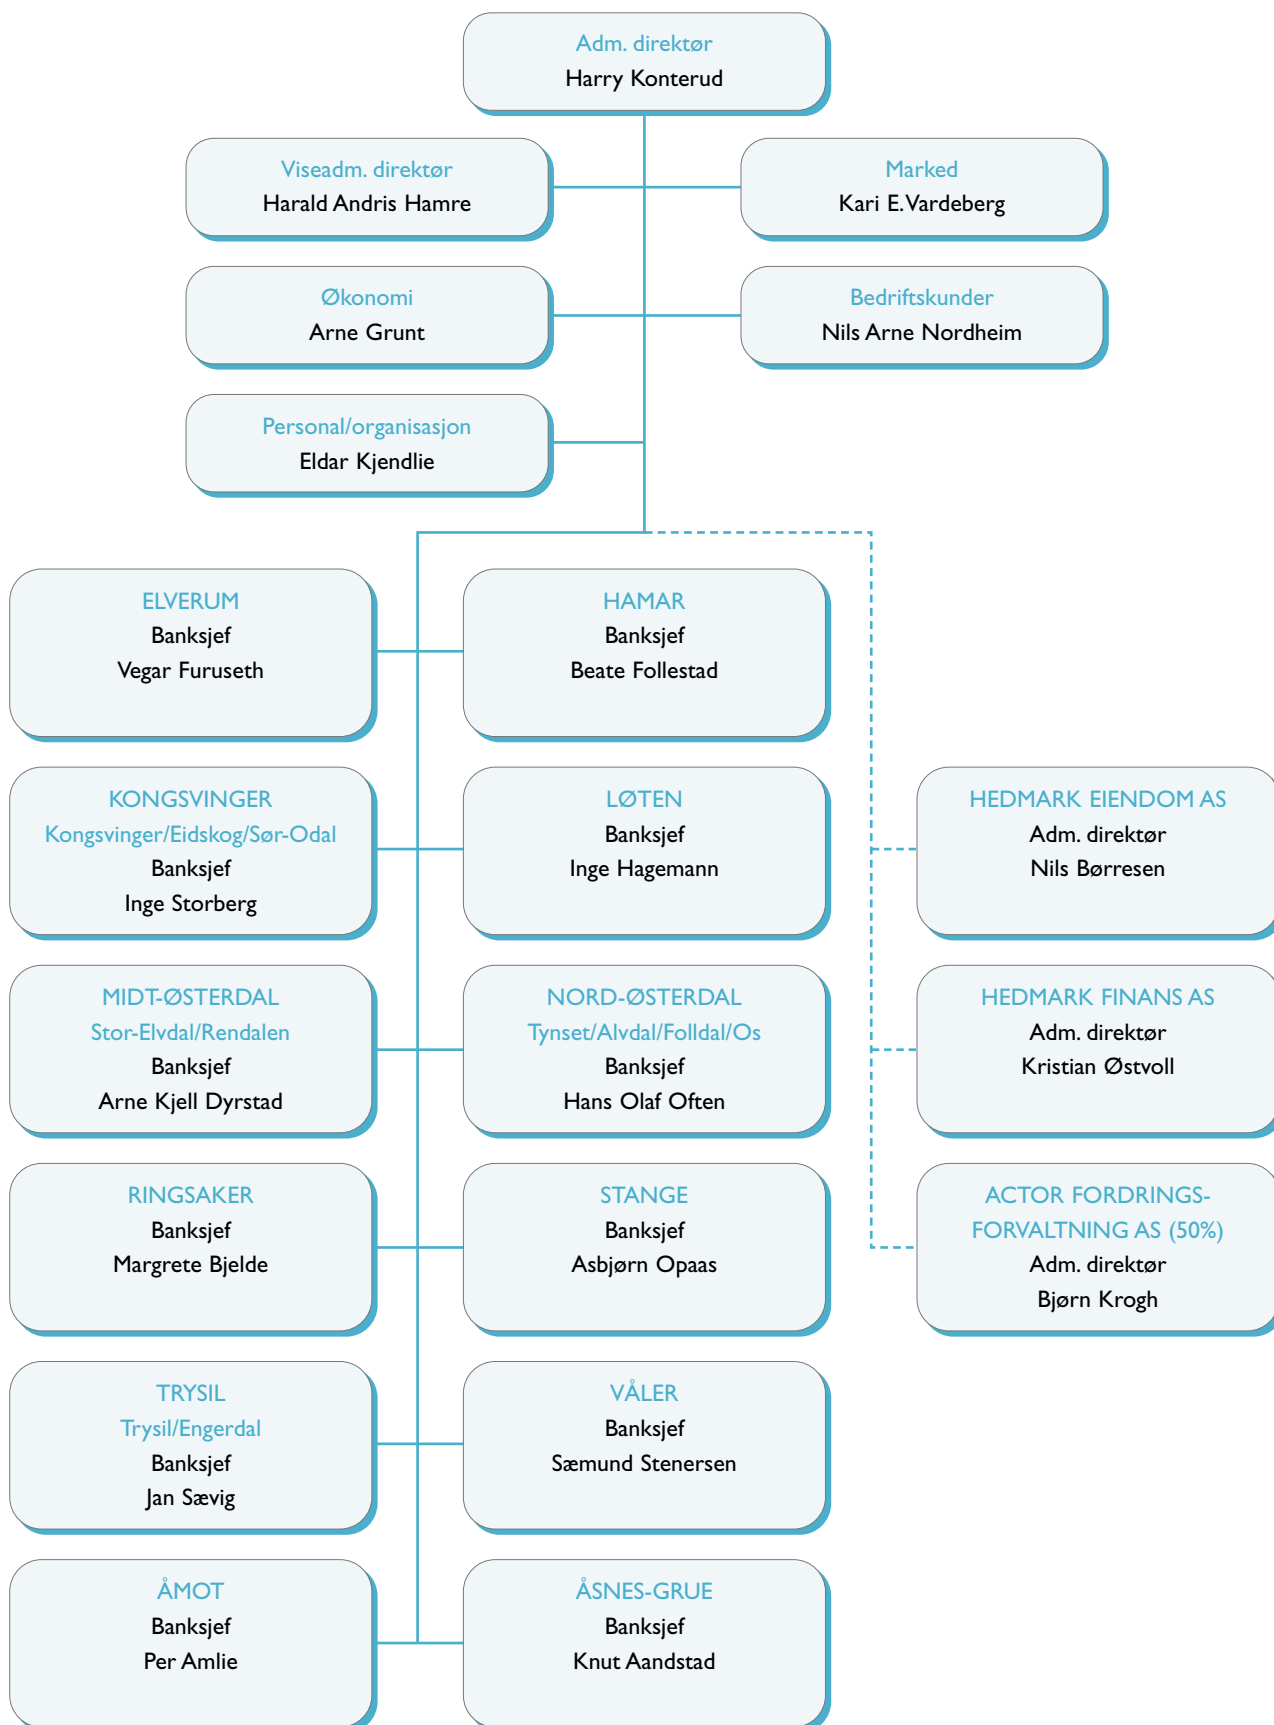 Adm. direktør
Harry Konterud
Viseadm. direktør
Harald Andris Hamre
Marked
Kari E. Vardeberg
Økonomi
Arne Grunt
Bedriftskunder
Nils Arne Nordheim
Personal/organisasjon
Eldar Kjendlie
ELVERUM
Banksjef
Vegar Furuseth
HAMAR
Banksjef
Beate Follestad
KONGSVINGER
Kongsvinger/Eidskog/Sør-Odal
Banksjef
Inge Storberg
LØTEN
Banksjef
Inge Hagemann
HEDMARK EIENDOM AS
Adm. direktør
Nils Børresen
MIDT-ØSTERDAL
Stor-Elvdal/Rendalen
Banksjef
Arne Kjell Dyrstad
NORD-ØSTERDAL
Tynset/Alvdal/Folldal/Os
Banksjef
Hans Olaf Often
HEDMARK FINANS AS
Adm. direktør
Kristian Østvoll
RINGSAKER
Banksjef
Margrete Bjelde
STANGE
Banksjef
Asbjørn Opaas
ACTOR FORDRINGS-
FORVALTNING AS (50%)
Adm. direktør
Bjørn Krogh
TRYSIL
Trysil/Engerdal
Banksjef
Jan Sævig
VÅLER
Banksjef
Sæmund Stenersen
ÅMOT
Banksjef
Per Amlie
ÅSNES-GRUE
Banksjef
Knut Aandstad